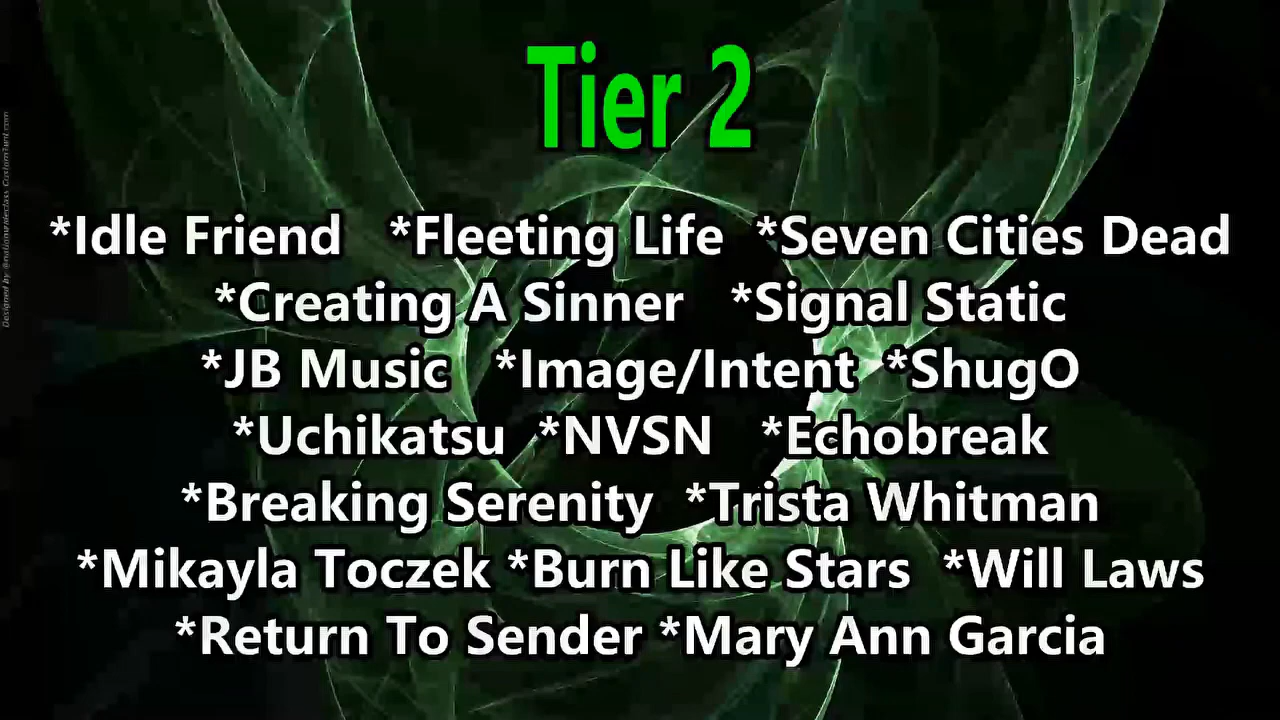 Tier 2
*Idle Friend *Fleeting Life *Seven Cities Dead
*Creating A Sinner *Signal Static
*JB Music *Image/Intent *ShugO
*Uchikatsu *NVSN *Echobreak
*Breaking Serenity *Trista Whitman
*Mikayla Toczek *Burn Like Stars *Will Laws
*Return To Sender *Mary Ann Garcia
Designed by